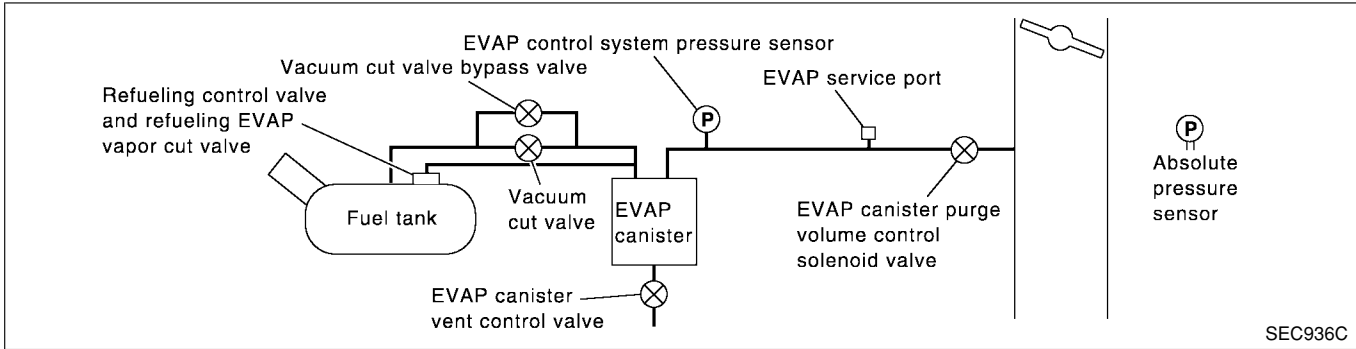 EVAP control system pressure sensor
Vacuum cut valve bypass valve
EVAP service port
Refueling control valve
and refueling EVAP
vapor cut valve
P
P
Absolute
pressure
sensor
Vacuum
cut valve
Fuel tank
EVAP
canister
EVAP canister purge
volume control
solenoid valve
EVAP canister
vent control valve
SEC936C